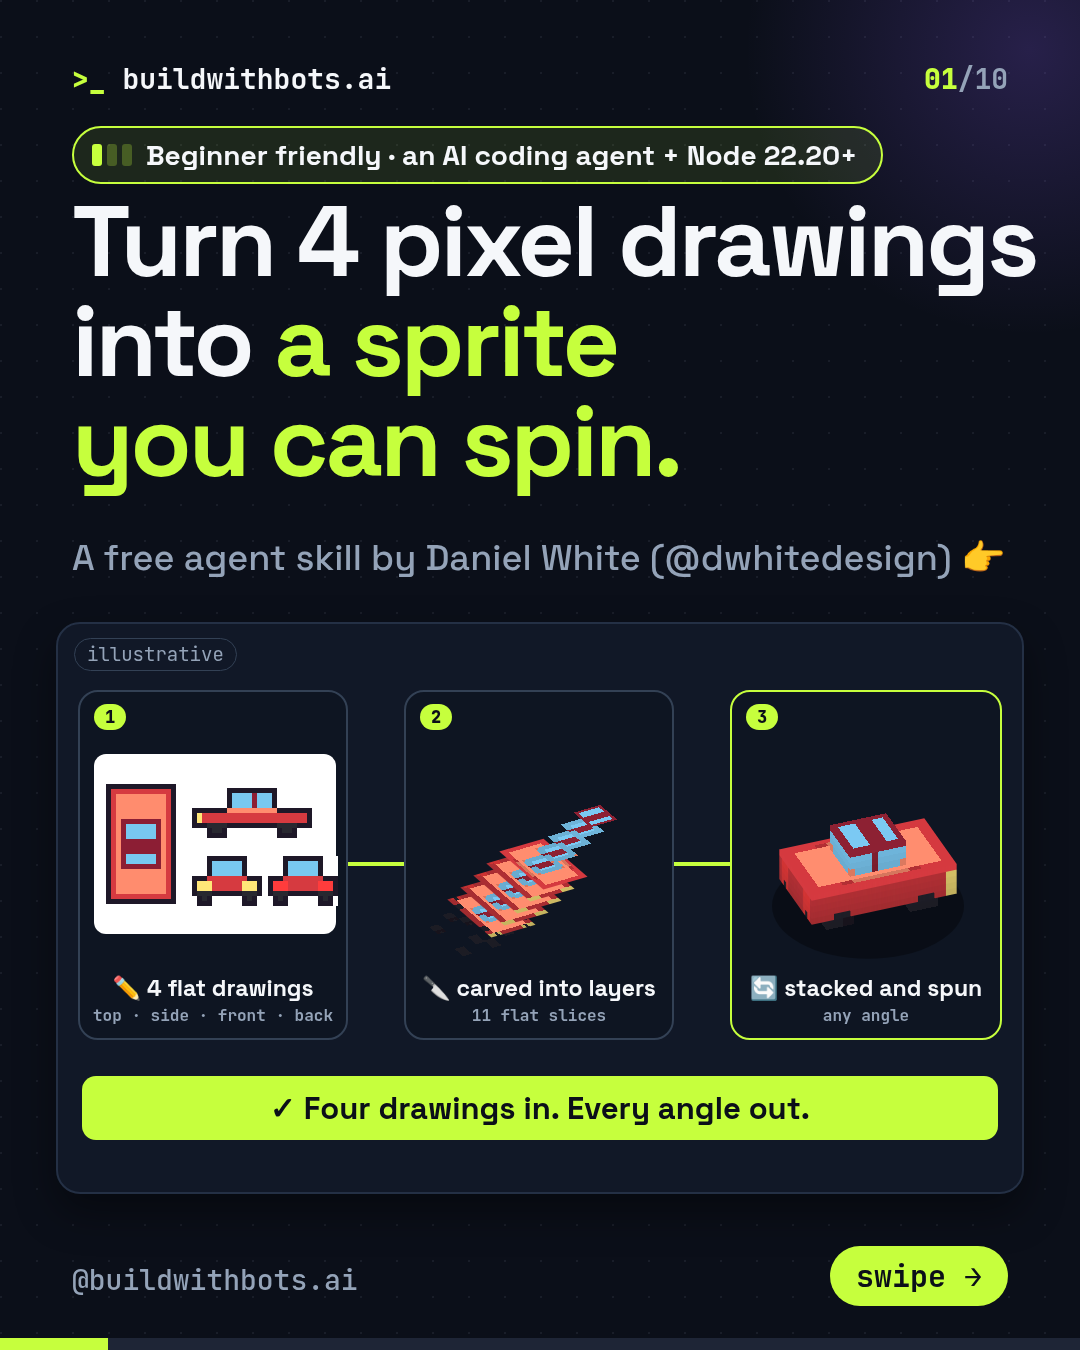 >_ buildwithbots.ai
01/10
Beginner friendly · an AI coding agent + Node 22.20+
Turn 4 pixel drawings
into a sprite
you can spin.
A free agent skill by Daniel White (@dwhitedesign) 👉
illustrative
1
✏️ 4 flat drawings
top · side · front · back
2
🔪 carved into layers
11 flat slices
3
🔄 stacked and spun
any angle
✓ Four drawings in. Every angle out.
@buildwithbots.ai
swipe →